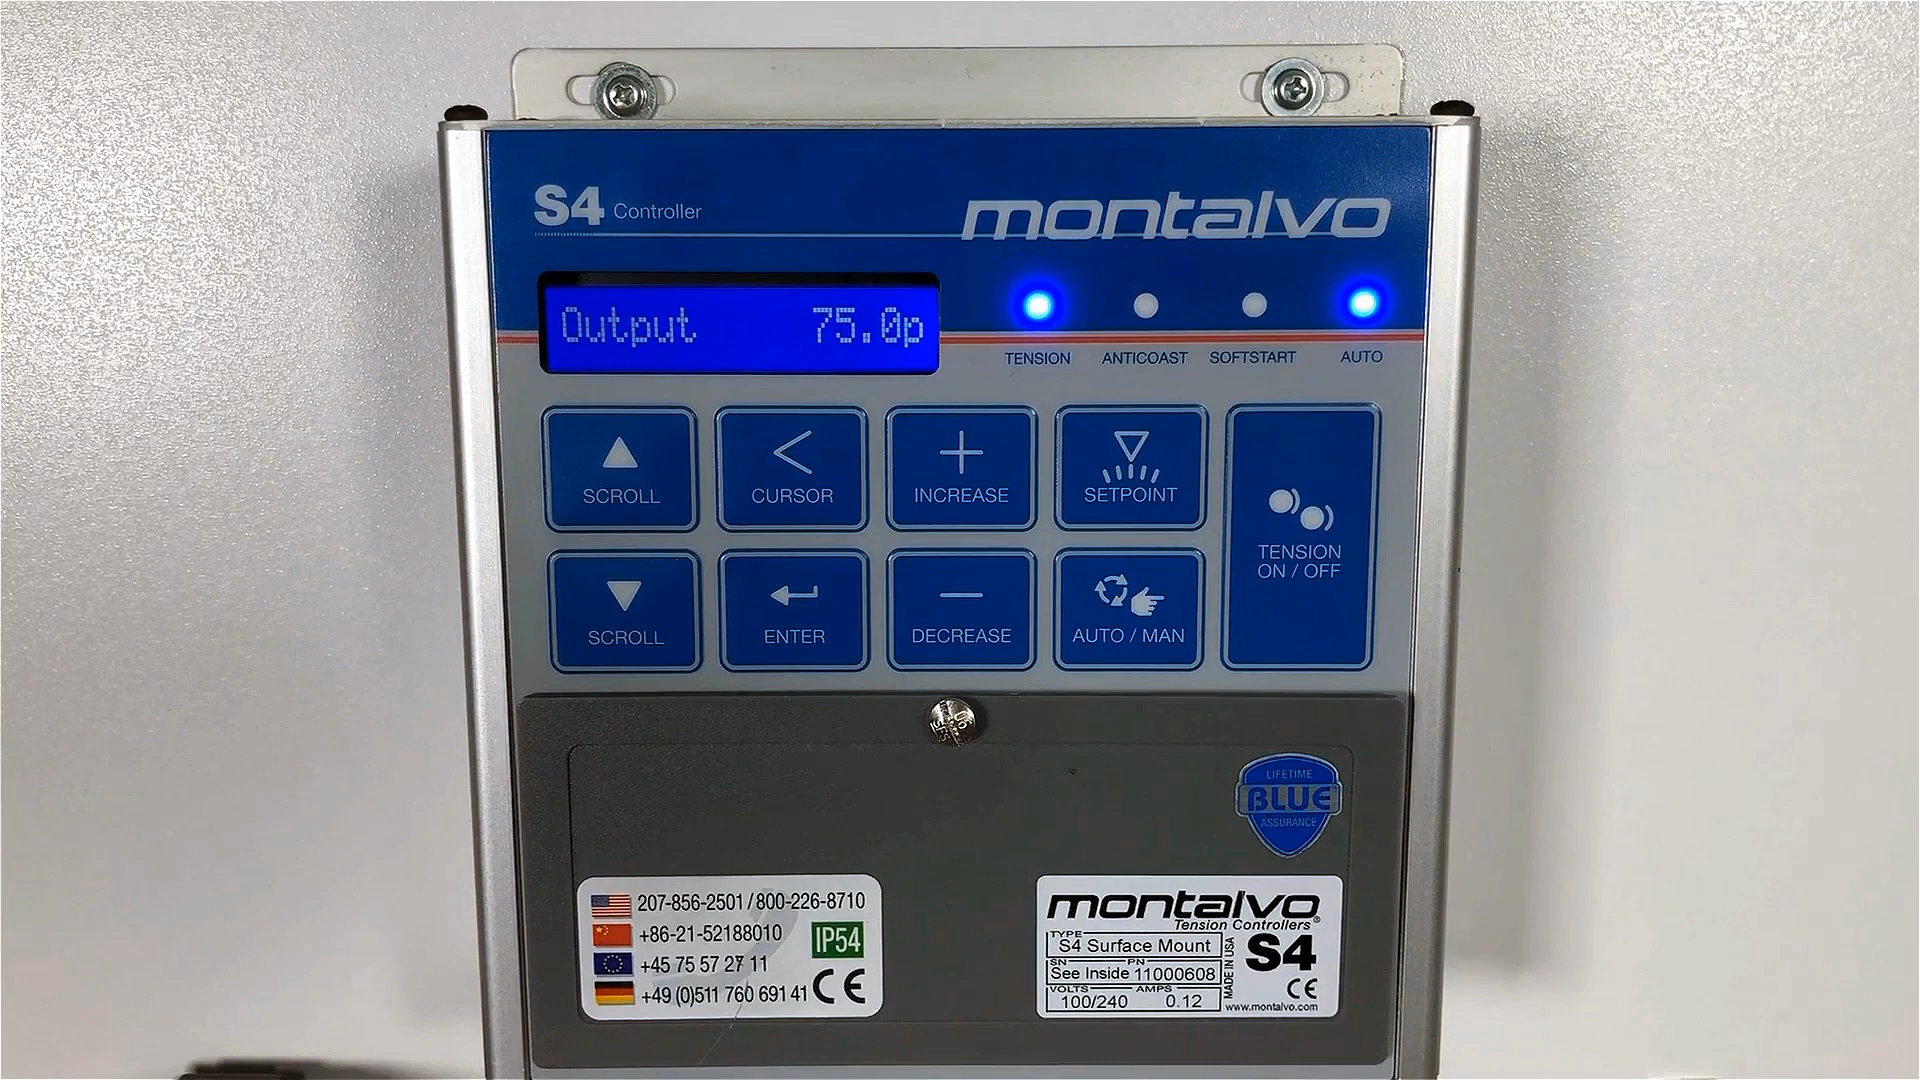 S4 Controller
montalvo
Output 75.0p
TENSION ANTICOAST SOFTSTART AUTO
SCROLL CURSOR INCREASE SETPOINT
TENSION
ON / OFF
SCROLL ENTER DECREASE AUTO / MAN
LIFETIME
BLUE
ASSURANCE
207-856-2501 / 800-226-8710
+86-21-52188010
IP54
+45 75 57 27 11
+49 (0)511 760 691 41
CE
montalvo
Tension Controllers®
TYPE
S4 Surface Mount
SN PN
See Inside 11000608
VOLTS AMPS
100/240 0.12
MADE IN USA
S4
CE
www.montalvo.com